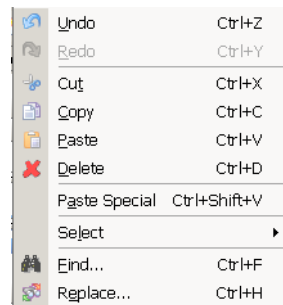 Undo Ctrl+Z
Redo Ctrl+Y
Cut Ctrl+X
Copy Ctrl+C
Paste Ctrl+V
Delete Ctrl+D
Paste Special Ctrl+Shift+V
Select
Find... Ctrl+F
Replace... Ctrl+H